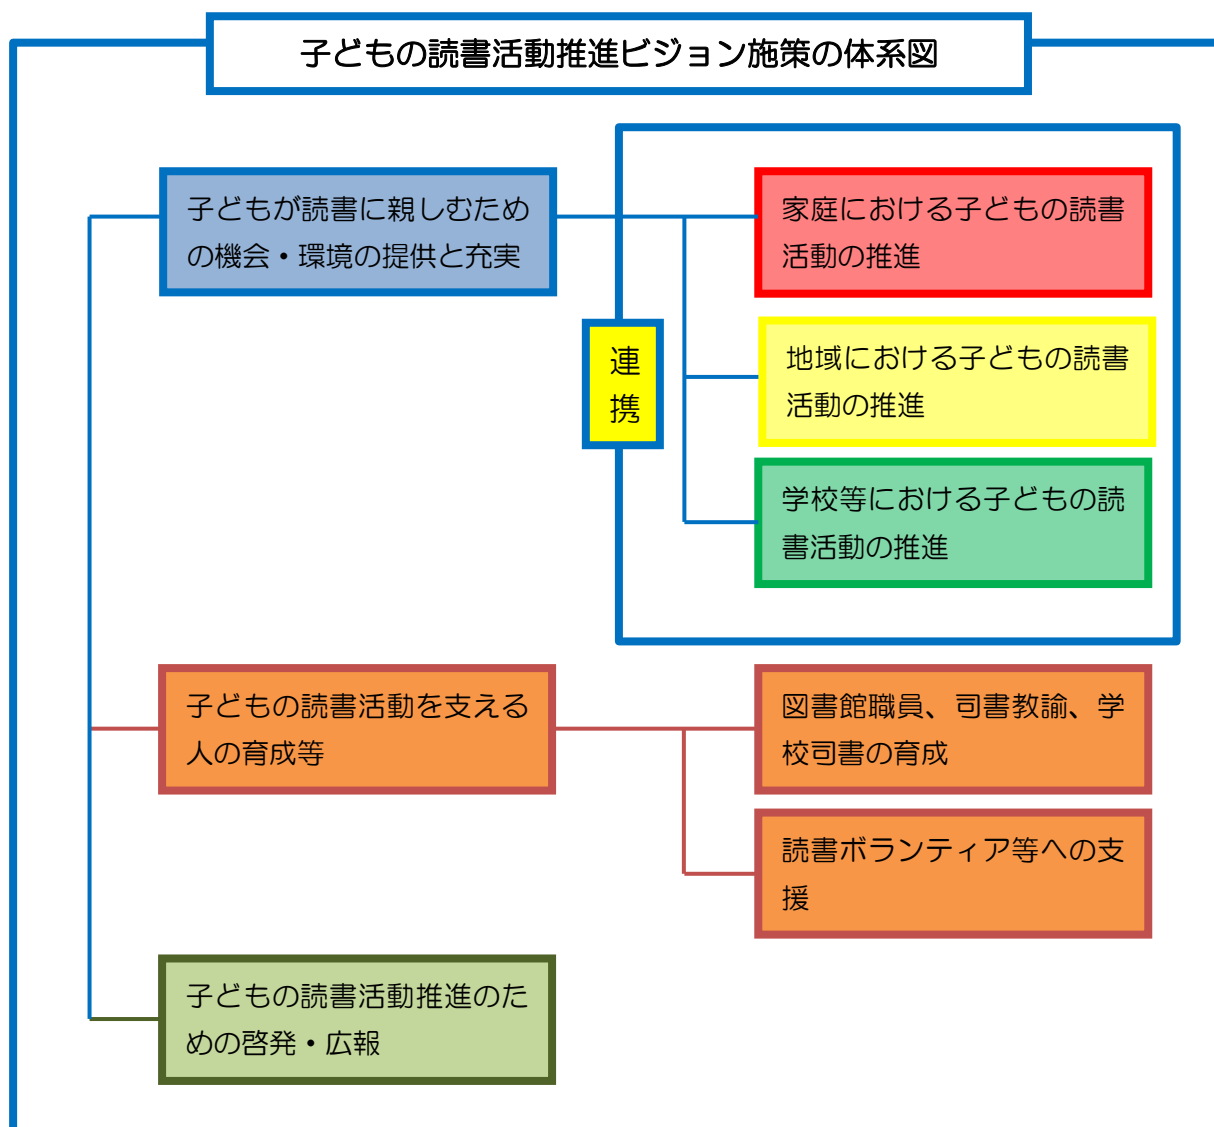 子どもの読書活動推進ビジョン施策の体系図
子どもが読書に親しむため
の機会・環境の提供と充実
連
携
家庭における子どもの読書
活動の推進
地域における子どもの読書
活動の推進
学校等における子どもの読
書活動の推進
子どもの読書活動を支える
人の育成等
図書館職員、司書教諭、学
校司書の育成
読書ボランティア等への支
援
子どもの読書活動推進のた
めの啓発・広報